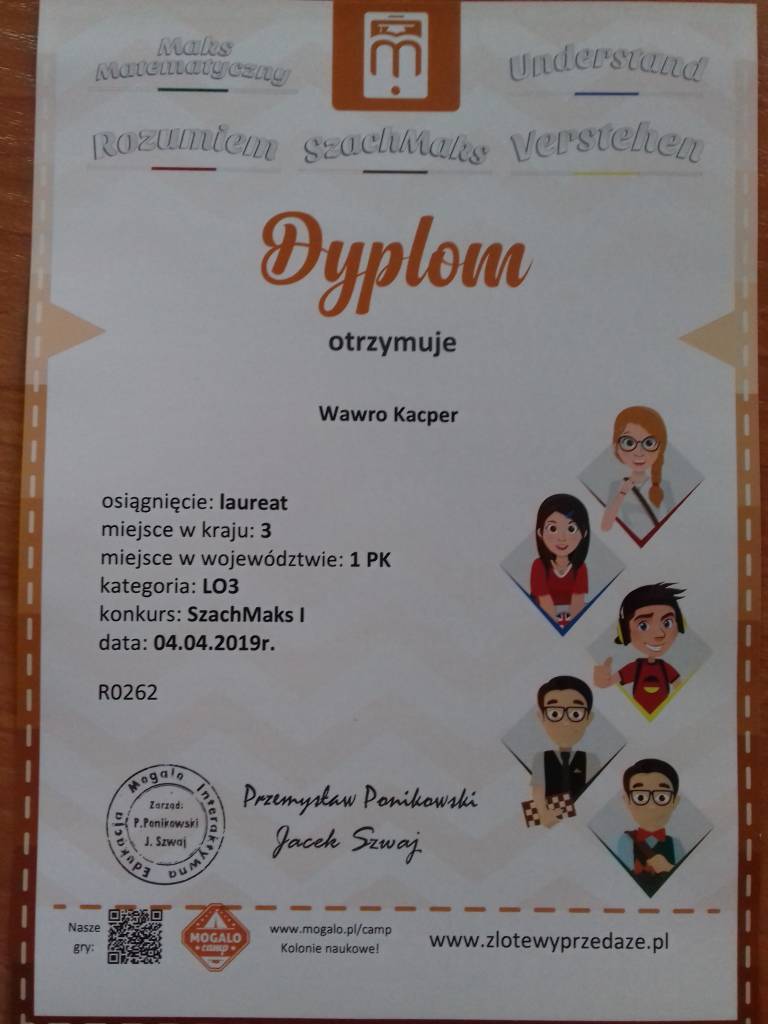 Maks
Matematyczny
Understand
Rozumiem
SzachMaks
Verstehen
Dyplom
otrzymuje
Wawro Kacper
osiągnięcie: laureat
miejsce w kraju: 3
miejsce w województwie: 1 PK
kategoria: LO3
konkurs: SzachMaks I
data: 04.04.2019r.
R0262
Edukacja Mogalo Interaktywna
Zarząd:
P.Ponikowski
J. Szwaj
Przemysław Ponikowski
Jacek Szwaj
Nasze
gry:
MOGALO
camp
www.mogalo.pl/camp
Kolonie naukowe!
www.zlotewyprzedaze.pl